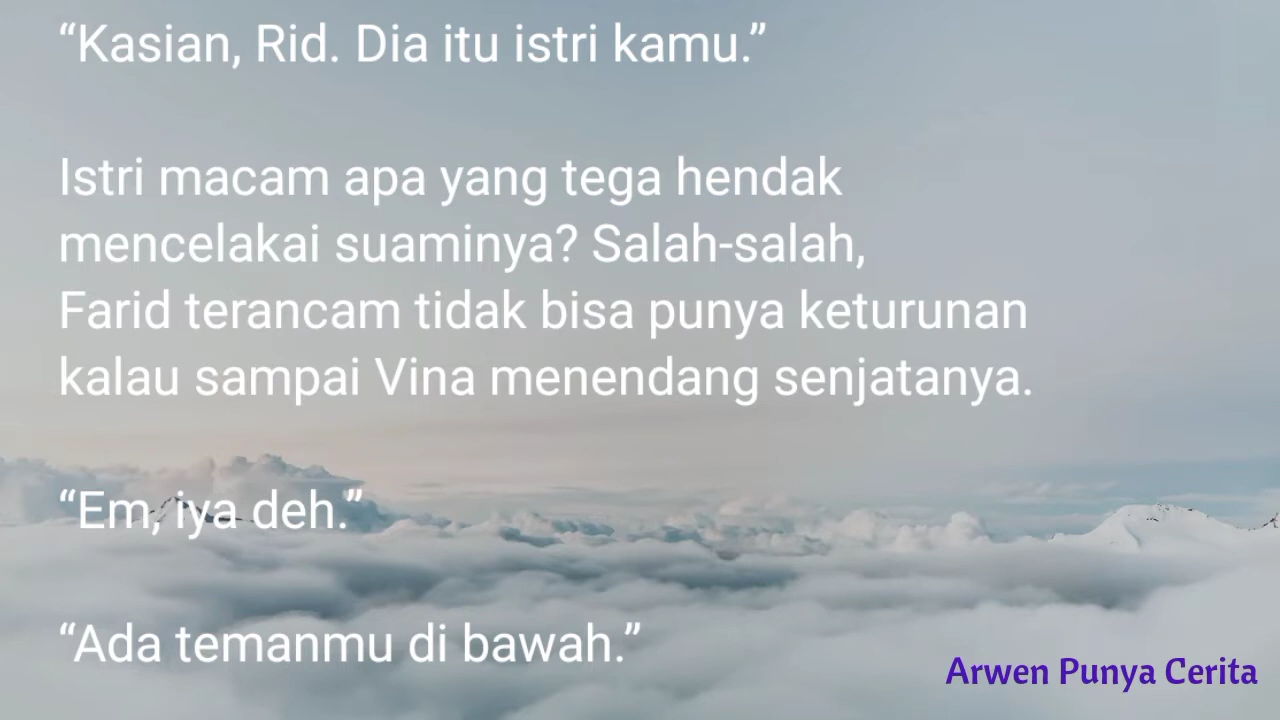 “Kasian, Rid. Dia itu istri kamu.”
Istri macam apa yang tega hendak
mencelakai suaminya? Salah-salah,
Farid terancam tidak bisa punya keturunan
kalau sampai Vina menendang senjatanya.
“Em, iya deh.”
“Ada temanmu di bawah.”
Arwen Punya Cerita